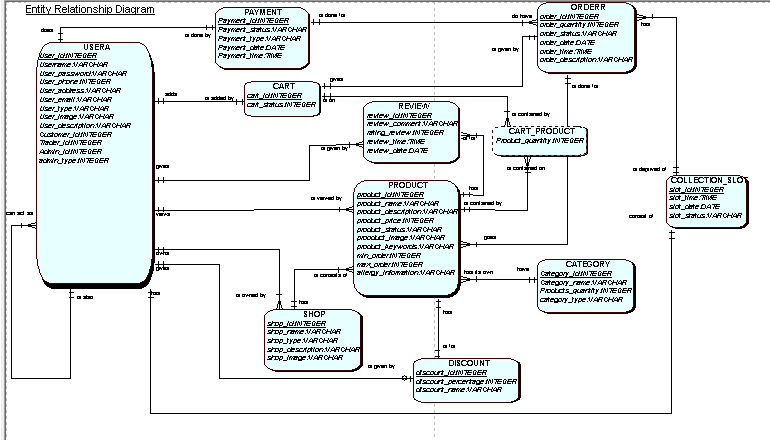 Entity Relationship Diagram
PAYMENT
Payment_id:INTEGER
Payment_status:VARCHAR
Payment_type:VARCHAR
Payment_date:DATE
Payment_time:TIME
is done to
do have
does
is done by
ORDERR
order_id:INTEGER
order_quantity:INTEGER
order_status:VARCHAR
order_date:DATE
order_time:TIME
order_description:VARCHAR
has
is given by
is done to
USERA
User_id:INTEGER
Username:VARCHAR
User_password:VARCHAR
User_phone:INTEGER
User_address:VARCHAR
User_email:VARCHAR
User_type:VARCHAR
User_image:VARCHAR
User_description:VARCHAR
Customer_id:INTEGER
Trader_id:INTEGER
Admin_id:INTEGER
admin_type:INTEGER
adds
is added by
CART
cart_id:INTEGER
cart_status:INTEGER
gives
is on
is contained by
REVIEW
review_id:INTEGER
review_comment:VARCHAR
rating_review:INTEGER
review_time:TIME
review_date:DATE
is given by
gives
CART_PRODUCT
Product_quantity:INTEGER
is contained on
has
is contained by
PRODUCT
product_id:INTEGER
product_name:VARCHAR
product_description:VARCHAR
product_price:INTEGER
product_status:VARCHAR
product_image:VARCHAR
product_keywords:VARCHAR
min_order:INTEGER
max_order:INTEGER
allergy_information:VARCHAR
is viewed by
views
goes
is deprived of
COLLECTION_SLOT
slot_id:INTEGER
slot_time:TIME
slot_date:DATE
slot_status:VARCHAR
consist of
can act as
owns
gives
is consists of
has its own
have
CATEGORY
Category_id:INTEGER
Category_name:VARCHAR
Products_quantity:INTEGER
category_type:VARCHAR
is also
has
is owned by
has
SHOP
shop_id:INTEGER
shop_name:VARCHAR
shop_type:VARCHAR
shop_description:VARCHAR
shop_image:VARCHAR
has
is to
is given by
DISCOUNT
discount_id:INTEGER
discount_percentage:INTEGER
discount_name:VARCHAR